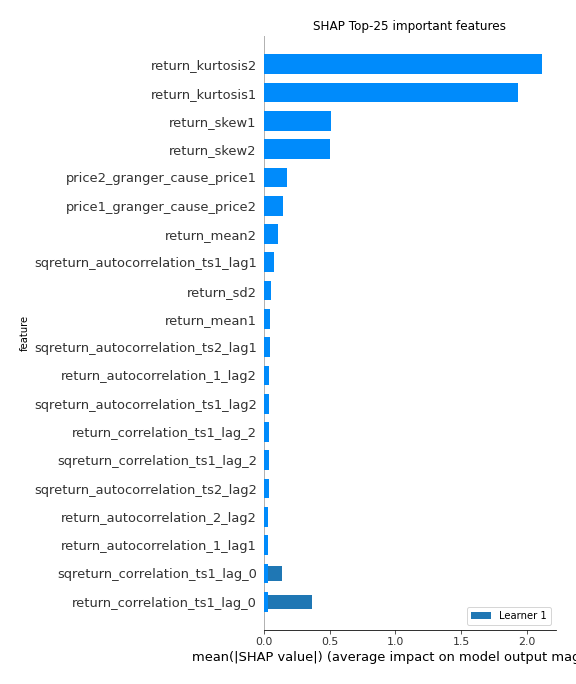 SHAP Top-25 important features
return_kurtosis2
return_kurtosis1
return_skew1
return_skew2
price2_granger_cause_price1
price1_granger_cause_price2
return_mean2
sqreturn_autocorrelation_ts1_lag1
return_sd2
return_mean1
feature
sqreturn_autocorrelation_ts2_lag1
return_autocorrelation_1_lag2
sqreturn_autocorrelation_ts1_lag2
return_correlation_ts1_lag_2
sqreturn_correlation_ts1_lag_2
sqreturn_autocorrelation_ts2_lag2
return_autocorrelation_2_lag2
return_autocorrelation_1_lag1
sqreturn_correlation_ts1_lag_0
return_correlation_ts1_lag_0
Learner 1
0.0 0.5 1.0 1.5 2.0
mean(|SHAP value|) (average impact on model output mag